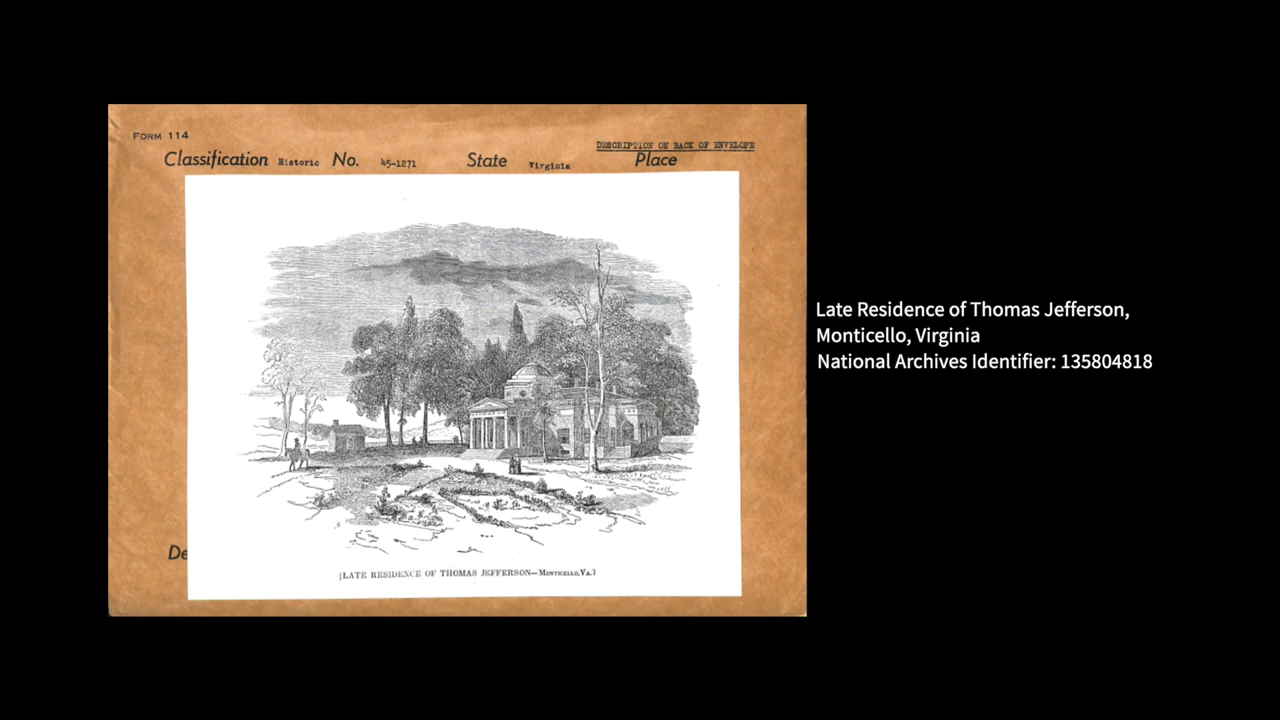 FORM 114
DESCRIPTION ON BACK OF ENVELOPE
Classification Historic No. 45-1271 State Virginia Place
De
[LATE RESIDENCE OF THOMAS JEFFERSON—MONTICELLO, VA.]
Late Residence of Thomas Jefferson,
Monticello, Virginia
National Archives Identifier: 135804818